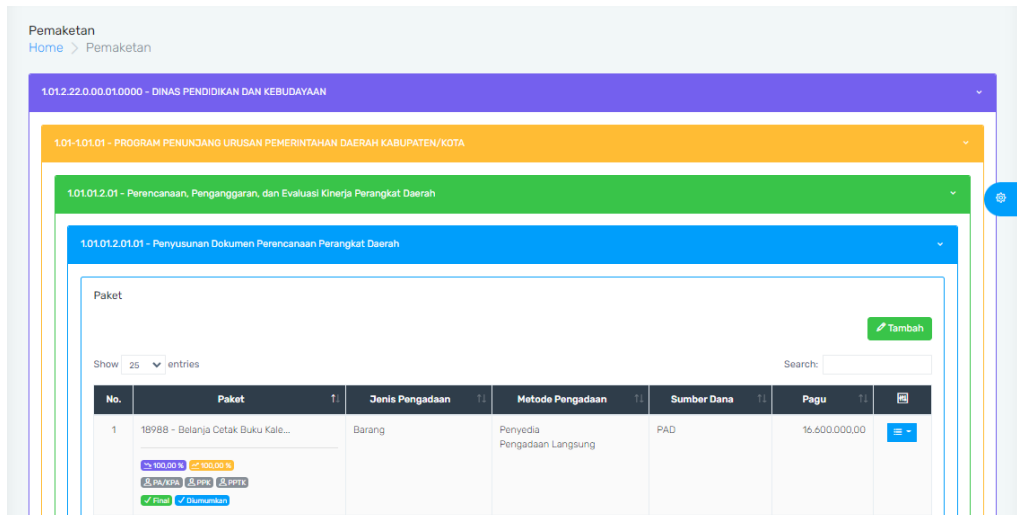 Pemaketan
Home > Pemaketan
1.01.2.22.0.00.01.0000 - DINAS PENDIDIKAN DAN KEBUDAYAAN
1.01-1.01.01 - PROGRAM PENUNJANG URUSAN PEMERINTAHAN DAERAH KABUPATEN/KOTA
1.01.01.2.01 - Perencanaan, Penganggaran, dan Evaluasi Kinerja Perangkat Daerah
1.01.01.2.01.01 - Penyusunan Dokumen Perencanaan Perangkat Daerah
Paket
Tambah
Show 25 entries Search:
No. Paket Jenis Pengadaan Metode Pengadaan Sumber Dana Pagu
1 18988 - Belanja Cetak Buku Kale... Barang Penyedia PAD 16.600.000,00
Pengadaan Langsung
100,00 % 100,00 %
PA/KPA PPK PPTK
Final Diumumkan